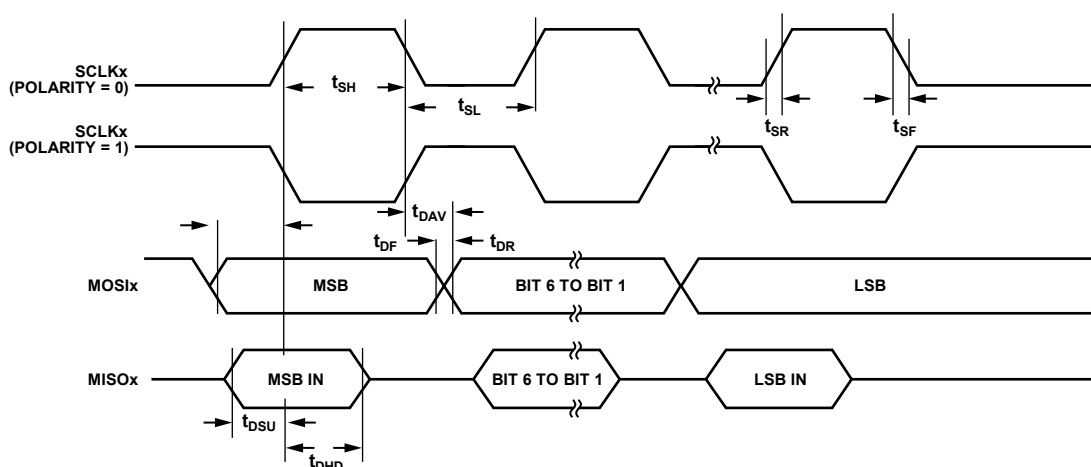 SCLKx
(POLARITY = 0)
tSH
tSL
tSR
tSF
SCLKx
(POLARITY = 1)
tDAV
tDF
tDR
MOSIx
MSB
BIT 6 TO BIT 1
LSB
MISOx
MSB IN
BIT 6 TO BIT 1
LSB IN
tDSU
tDHD